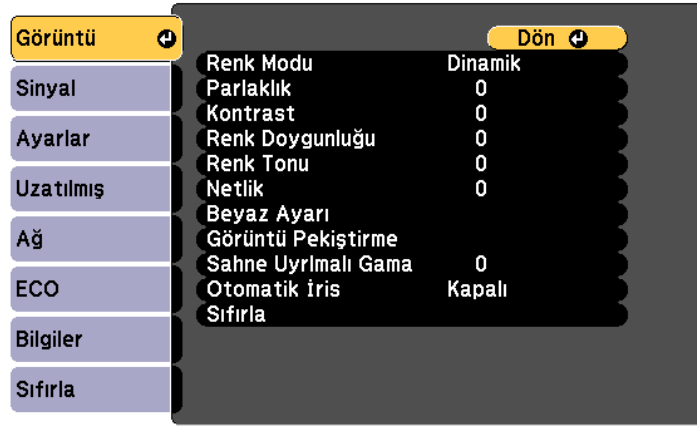 Görüntü
Sinyal
Ayarlar
Uzatılmış
Ağ
ECO
Bilgiler
Sıfırla
Dön
Renk Modu Dinamik
Parlaklık 0
Kontrast 0
Renk Doygunluğu 0
Renk Tonu 0
Netlik 0
Beyaz Ayarı
Görüntü Pekiştirme
Sahne Uyrlmalı Gama 0
Otomatik İris Kapalı
Sıfırla